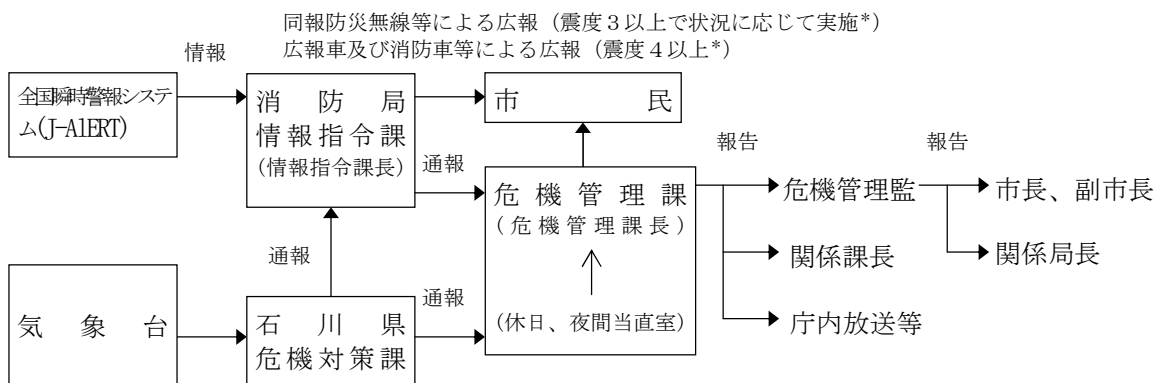 同報防災無線等による広報（震度３以上で状況に応じて実施*）
広報車及び消防車等による広報（震度４以上*）
情報
全国瞬時警報システ
ム(J-AlERT)
消防局
情報指令課
(情報指令課長)
市民
通報
報告
報告
危機管理課
(危機管理課長)
危機管理監
市長、副市長
通報
関係課長
関係局長
気象台
石川県
危機対策課
通報
(休日、夜間当直室)
庁内放送等